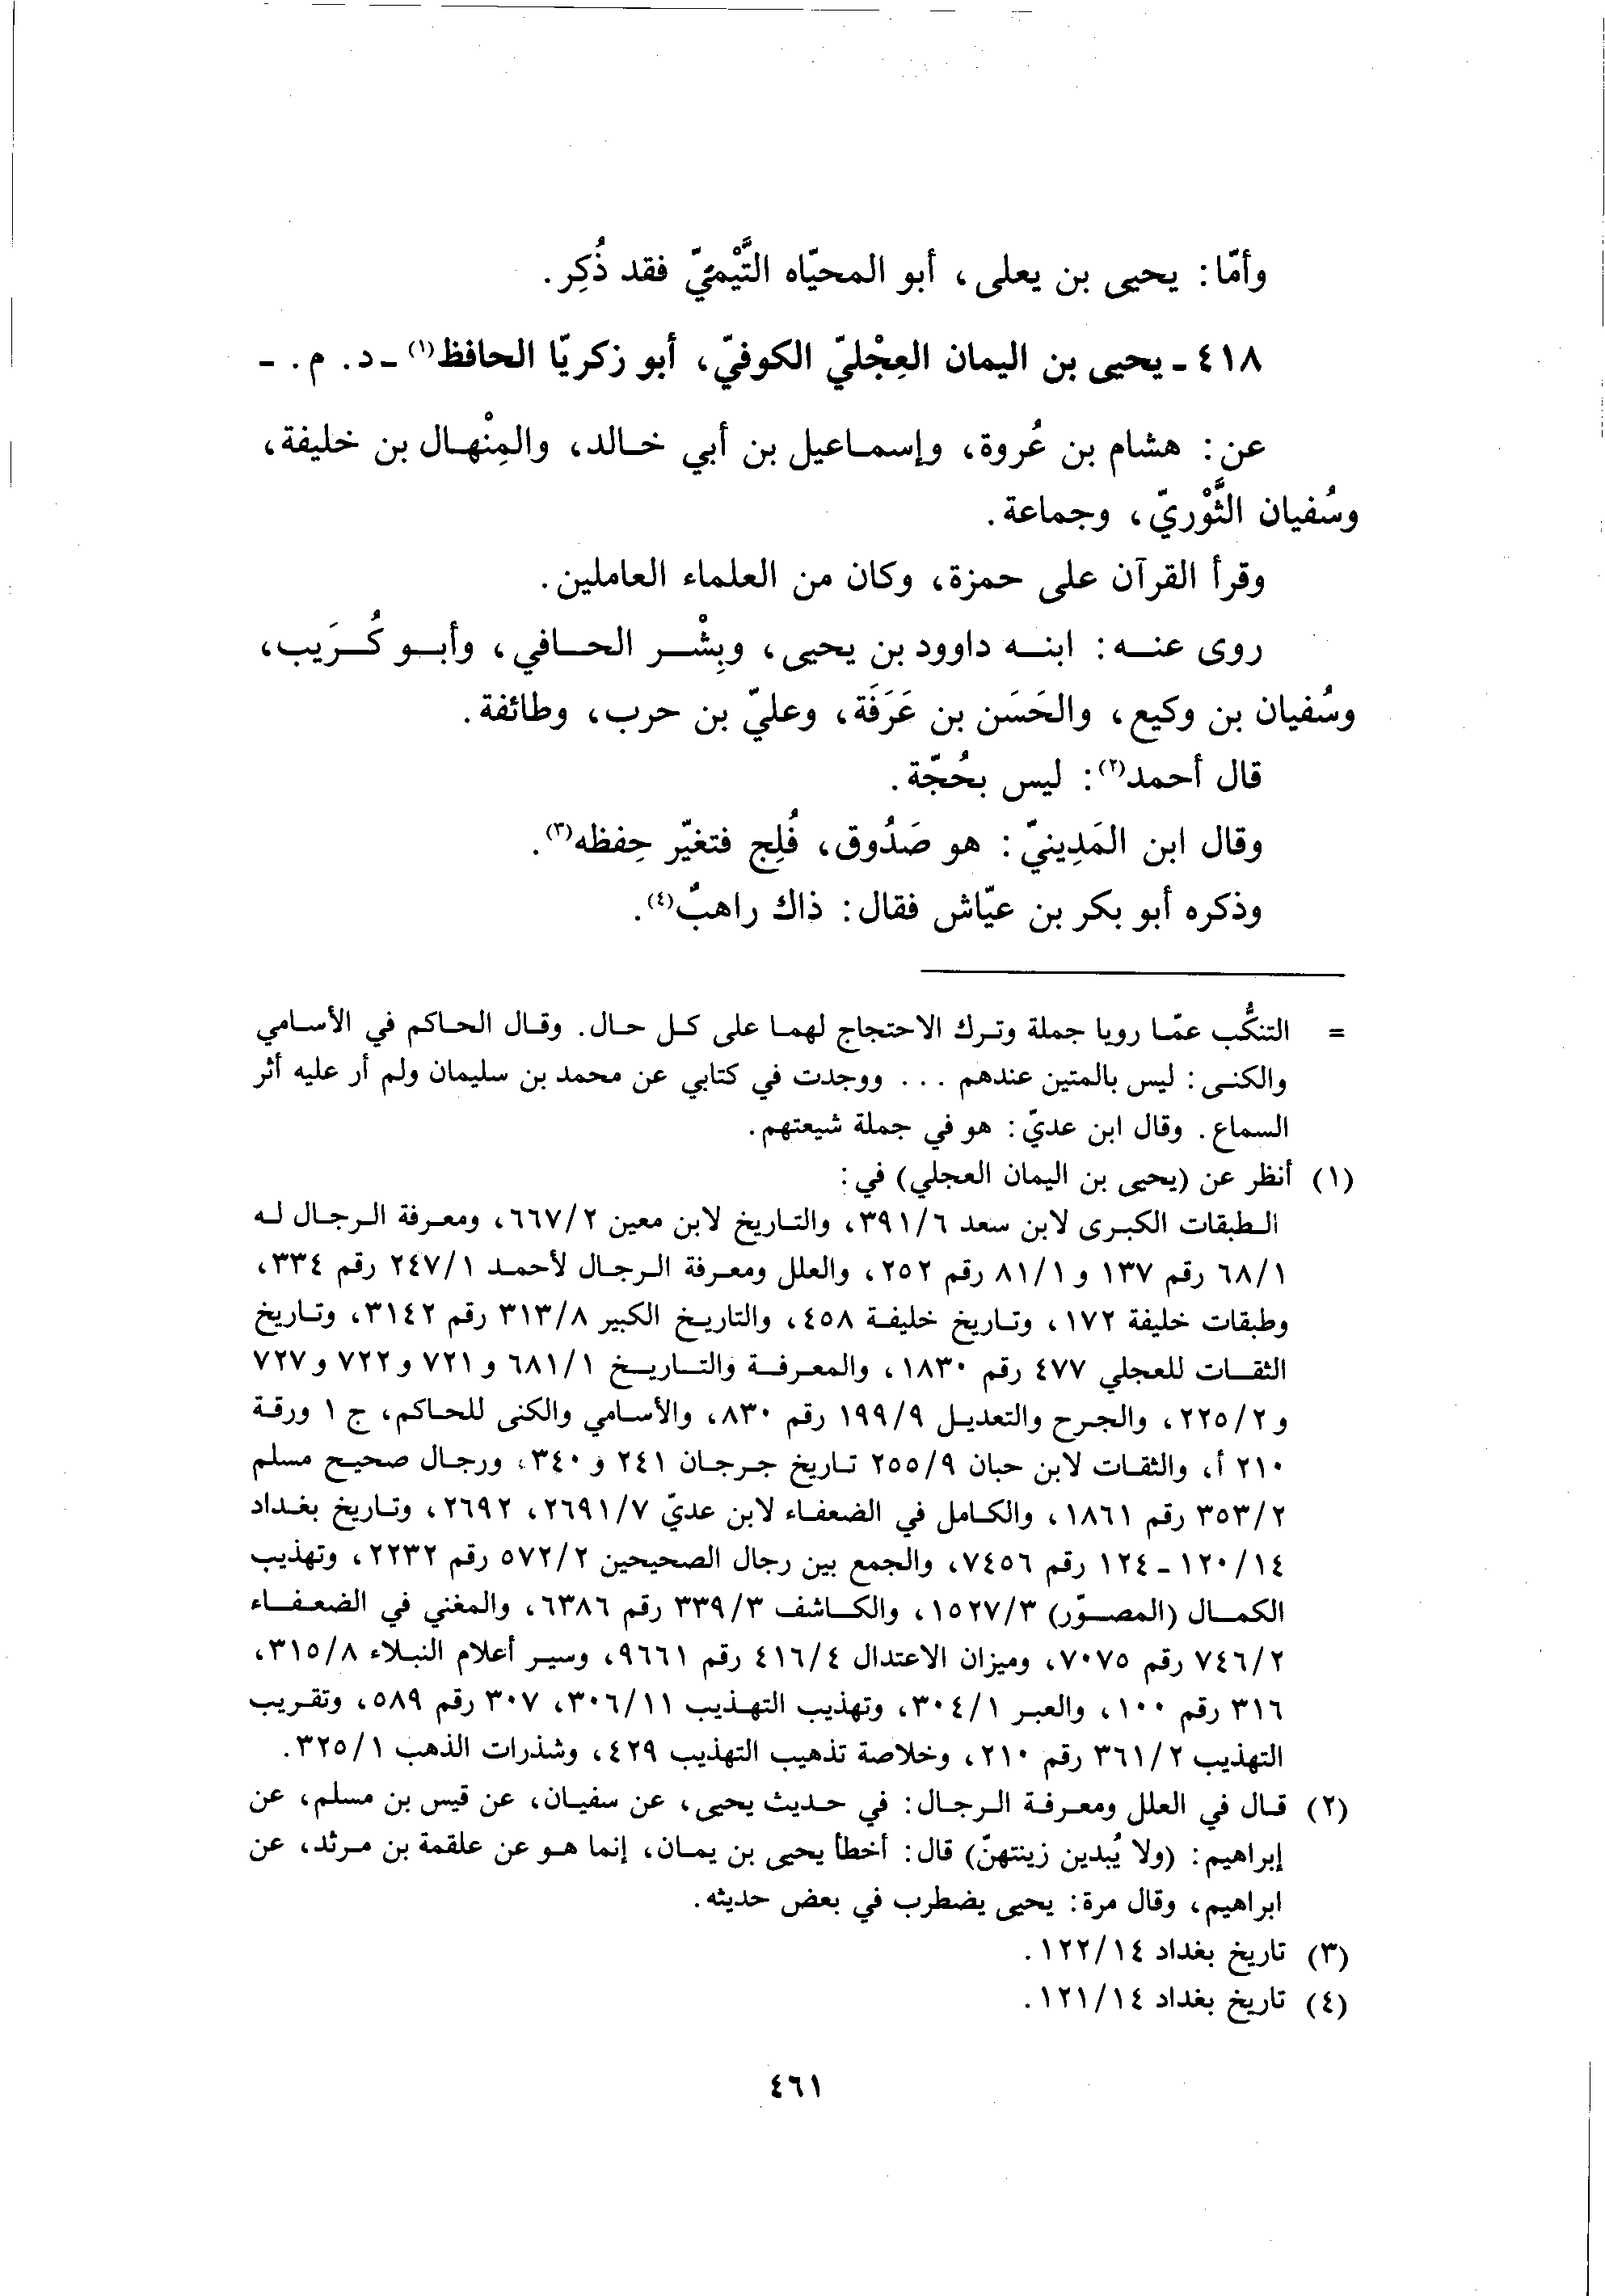 وأمّا: يحيى بن يعلى، أبو المحيّاه التَّيْميّ فقد ذُكِر.
٤١٨ - يحيى بن اليمان العِجْليّ الكوفيّ، أبو زكريّا الحافظ(١) - د. م. -
عن: هشام بن عُروة، وإسماعيل بن أبي خالد، والمِنْهال بن خليفة،
وسُفيان الثَّوْريّ، وجماعة.
وقرأ القرآن على حمزة، وكان من العلماء العاملين.
روى عنه: ابنه داوود بن يحيى، وبِشْر الحافي، وأبو كُرَيب،
وسُفيان بن وكيع، والحَسَن بن عَرَفَة، وعليّ بن حرب، وطائفة.
قال أحمد(٢): ليس بحُجّة.
وقال ابن المَدِينيّ: هو صَدُوق، فُلِج فتغيّر حِفظه(٣).
وذكره أبو بكر بن عيّاش فقال: ذاك راهبٌ(٤).
= التنكُّب عمّا رويا جملة وترك الاحتجاج لهما على كل حال. وقال الحاكم في الأسامي
والكنى: ليس بالمتين عندهم ... ووجدت في كتابي عن محمد بن سليمان ولم أر عليه أثر
السماع. وقال ابن عديّ: هو في جملة شيعتهم.
(١) أنظر عن (يحيى بن اليمان العجلي) في:
الطبقات الكبرى لابن سعد ٣٩١/٦، والتاريخ لابن معين ٦٦٧/٢، ومعرفة الرجال له
٦٨/١ رقم ١٣٧ و ٨١/١ رقم ٢٥٢، والعلل ومعرفة الرجال لأحمد ٢٤٧/١ رقم ٣٣٤،
وطبقات خليفة ١٧٢، وتاريخ خليفة ٤٥٨، والتاريخ الكبير ٣١٣/٨ رقم ٣١٤٢، وتاريخ
الثقات للعجلي ٤٧٧ رقم ١٨٣٠، والمعرفة والتاريخ ٦٨١/١ و ٧٢١ و ٧٢٢ و ٧٢٧
و ٢٢٥/٢، والجرح والتعديل ١٩٩/٩ رقم ٨٣٠، والأسامي والكنى للحاكم، ج ١ ورقة
٢١٠ أ، والثقات لابن حبان ٢٥٥/٩ تاريخ جرجان ٢٤١ و ٣٤٠، ورجال صحيح مسلم
٣٥٣/٢ رقم ١٨٦١، والكامل في الضعفاء لابن عديّ ٢٦٩١/٧، ٢٦٩٢، وتاريخ بغداد
١٢٠/١٤ - ١٢٤ رقم ٧٤٥٦، والجمع بين رجال الصحيحين ٥٧٢/٢ رقم ٢٢٣٢، وتهذيب
الكمال (المصوّر) ١٥٢٧/٣، والكاشف ٣٣٩/٣ رقم ٦٣٨٦، والمغني في الضعفاء
٧٤٦/٢ رقم ٧٠٧٥، وميزان الاعتدال ٤١٦/٤ رقم ٩٦٦١، وسير أعلام النبلاء ٣١٥/٨،
٣١٦ رقم ١٠٠، والعبر ٣٠٤/١، وتهذيب التهذيب ٣٠٦/١١، ٣٠٧ رقم ٥٨٩، وتقريب
التهذيب ٣٦١/٢ رقم ٢١٠، وخلاصة تذهيب التهذيب ٤٢٩، وشذرات الذهب ٣٢٥/١.
(٢) قال في العلل ومعرفة الرجال: في حديث يحيى، عن سفيان، عن قيس بن مسلم، عن
إبراهيم: (ولا يُبدين زينتهنّ) قال: أخطأ يحيى بن يمان، إنما هو عن علقمة بن مرثد، عن
ابراهيم، وقال مرة: يحيى يضطرب في بعض حديثه.
(٣) تاريخ بغداد ١٢٢/١٤.
(٤) تاريخ بغداد ١٢١/١٤.
٤٦١